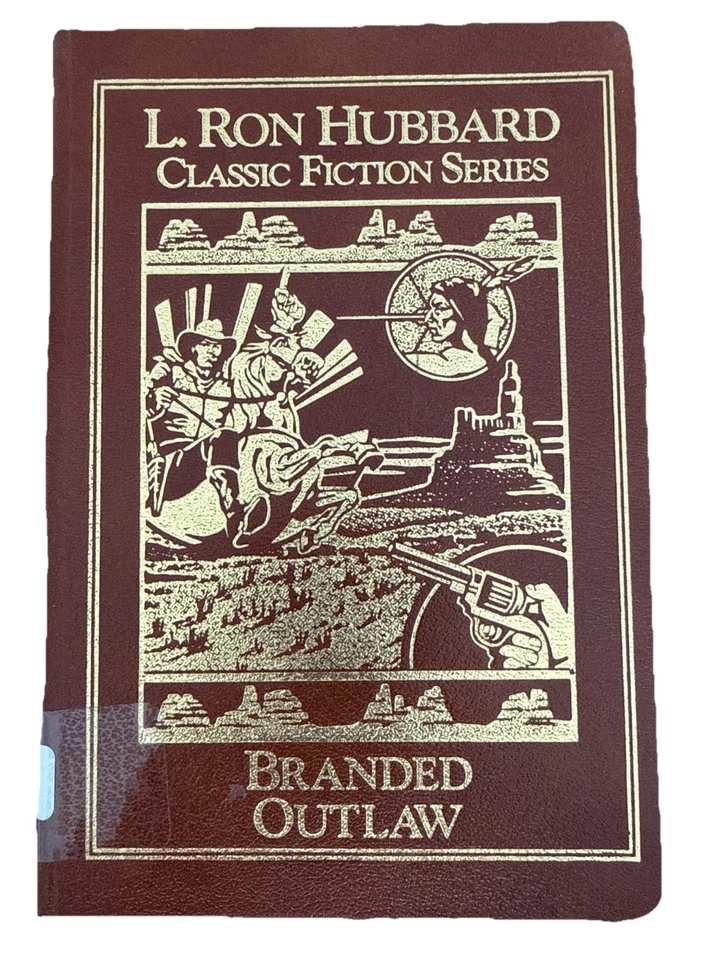 L. RON HUBBARD
CLASSIC FICTION SERIES
BRANDED
OUTLAW